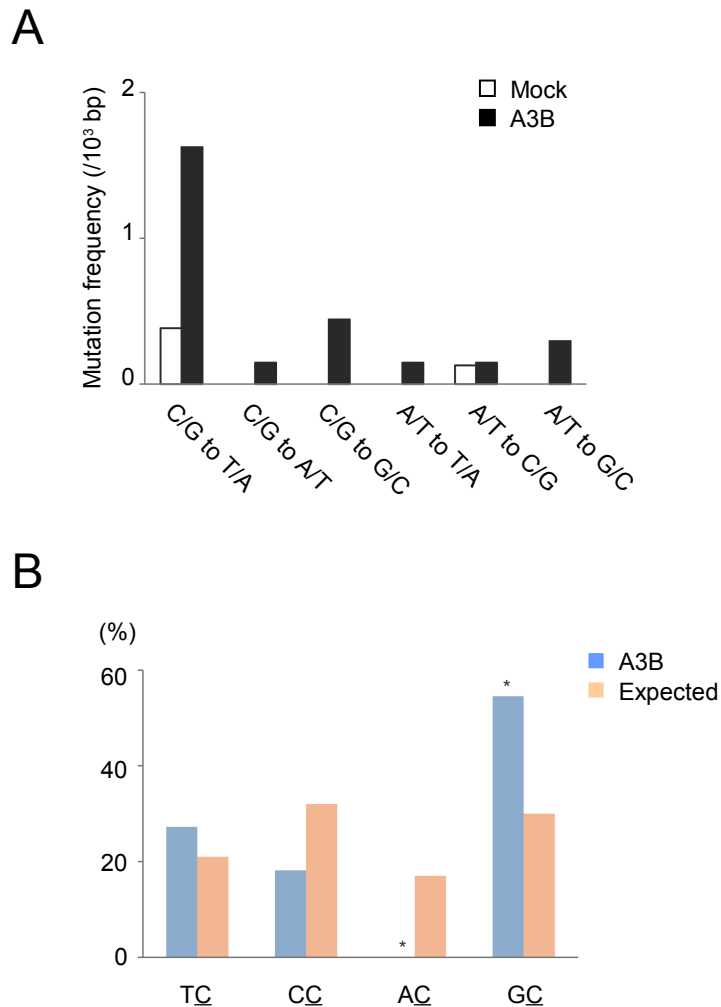 A
2
Mock
A3B
1
0
Mutation frequency (/10³ bp)
C/G to T/A
C/G to A/T
C/G to G/C
A/T to T/A
A/T to C/G
A/T to G/C
B
(%)
A3B
Expected
60
*
40
20
*
0
TC
CC
AC
GC